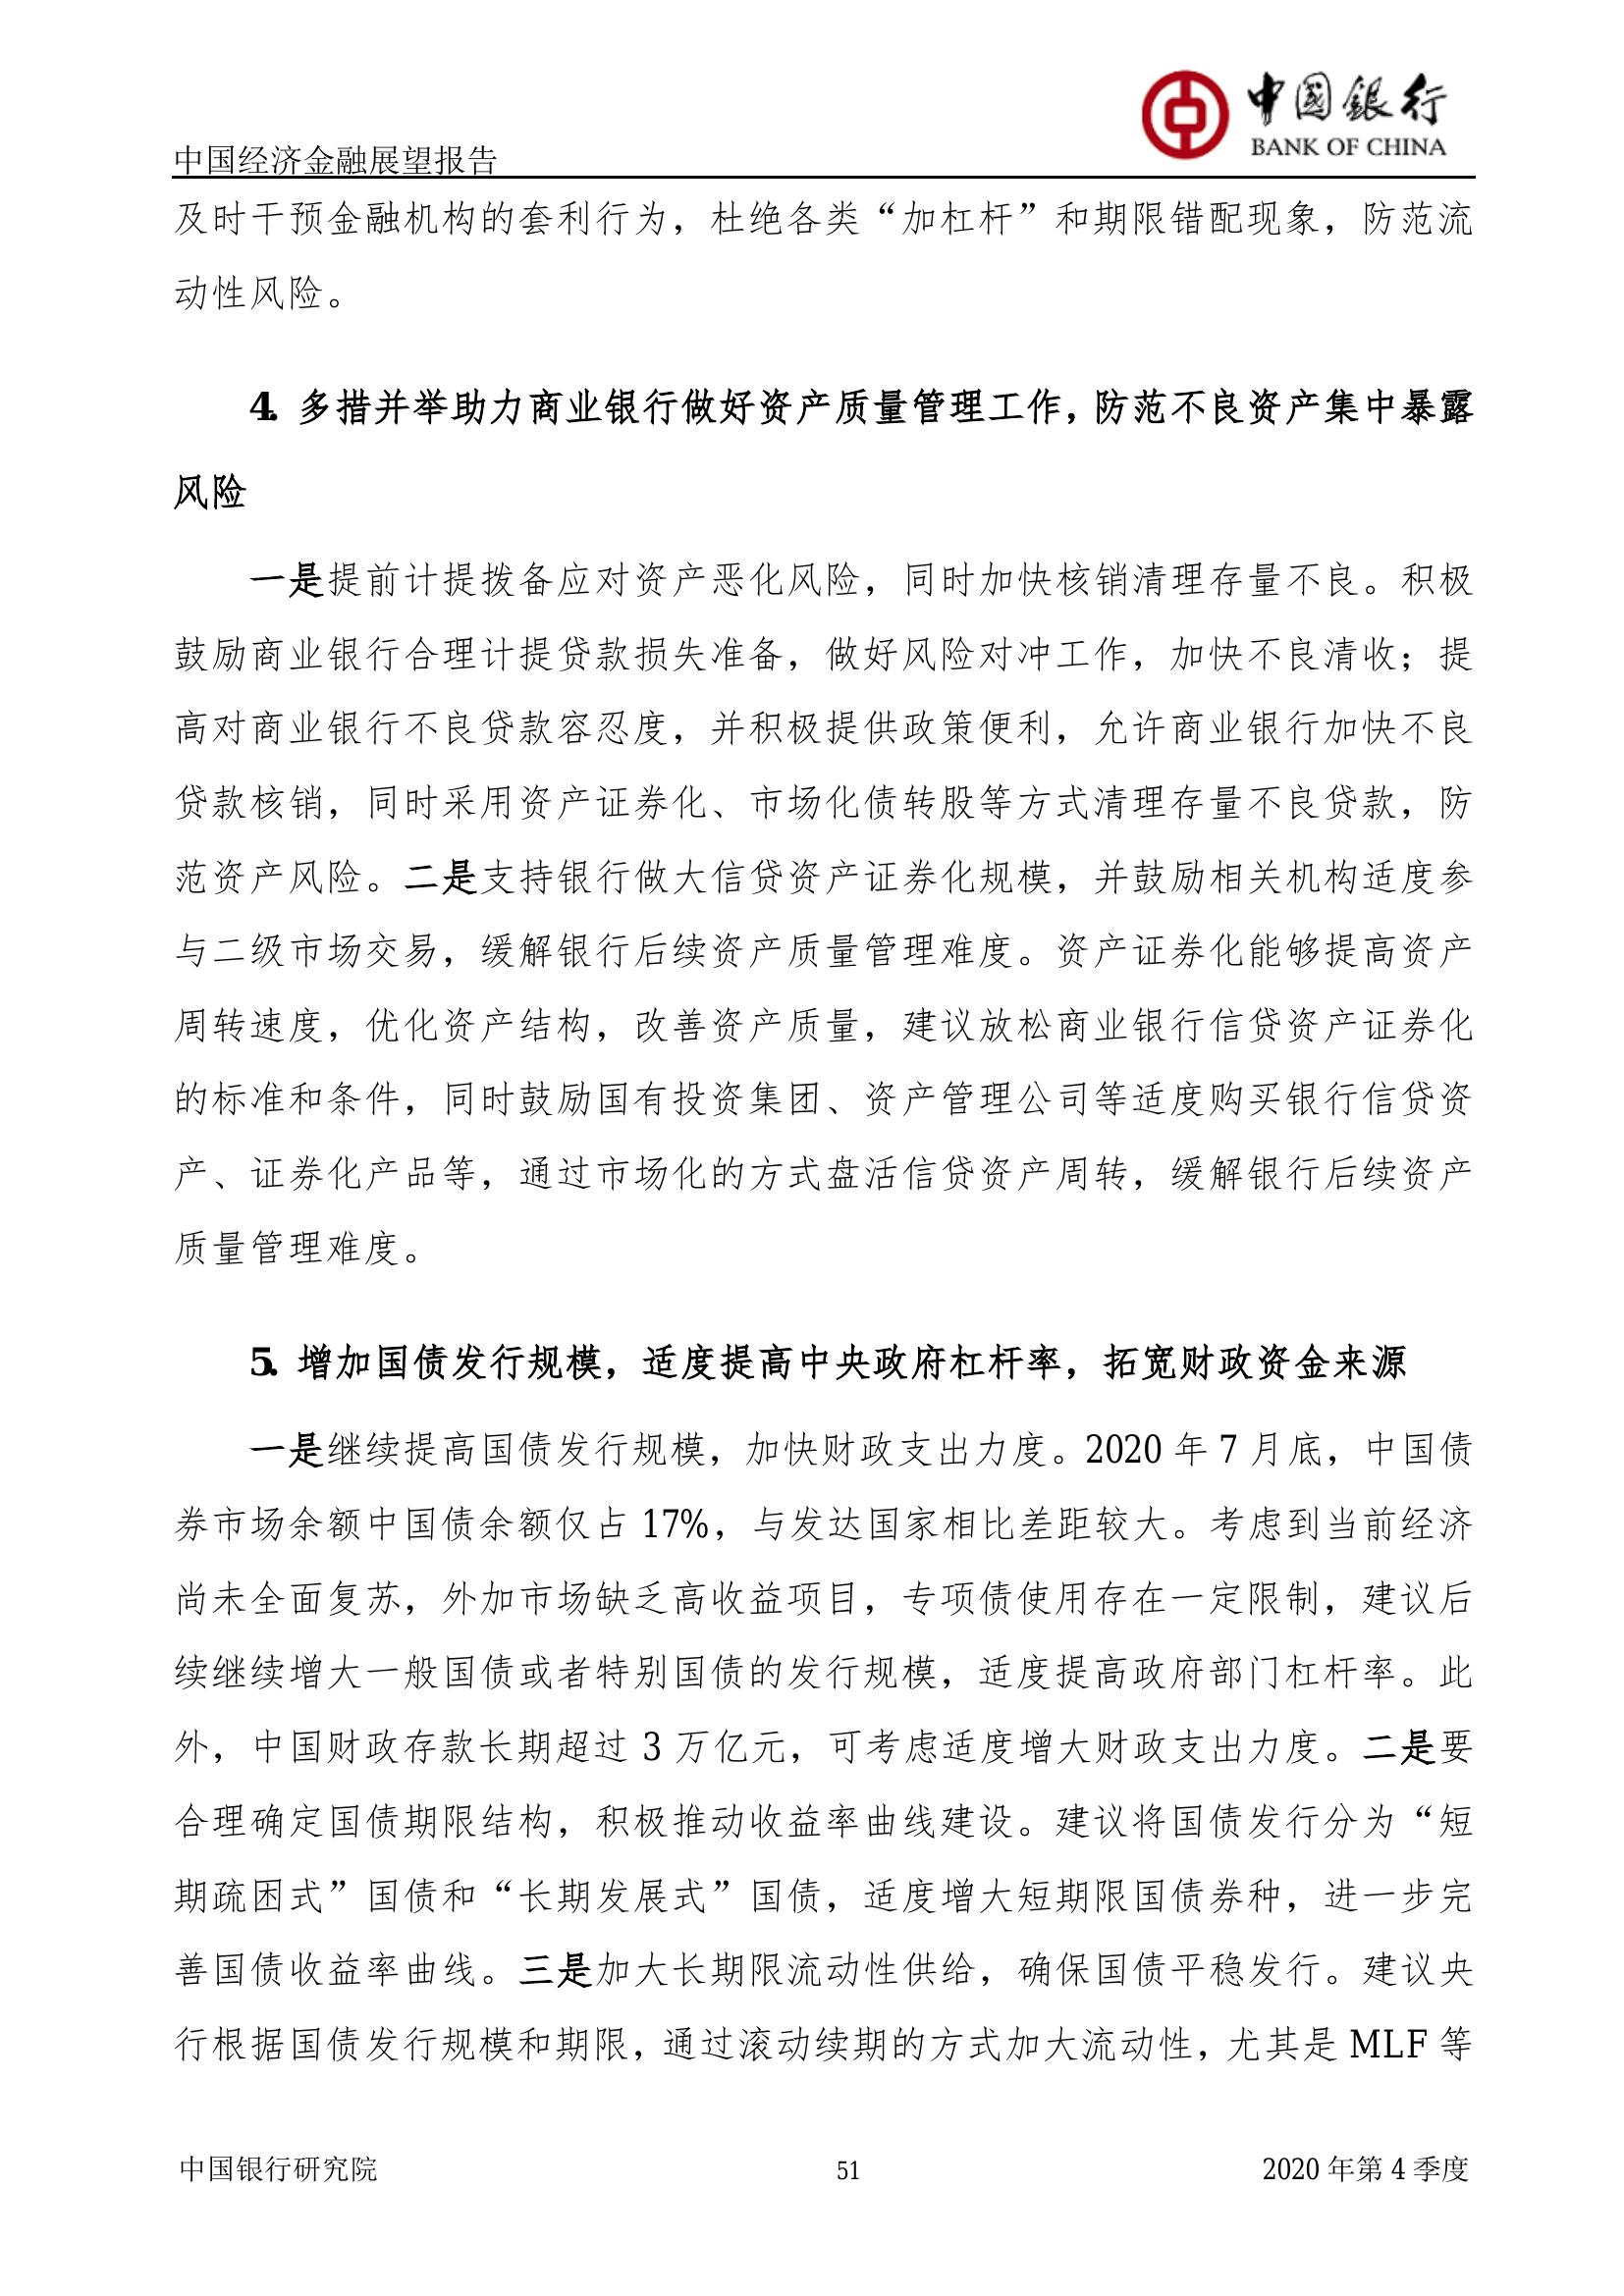 中国经济金融展望报告
中國銀行
BANK OF CHINA
及时干预金融机构的套利行为，杜绝各类“加杠杆”和期限错配现象，防范流
动性风险。
4. 多措并举助力商业银行做好资产质量管理工作，防范不良资产集中暴露
风险
一是提前计提拨备应对资产恶化风险，同时加快核销清理存量不良。积极
鼓励商业银行合理计提贷款损失准备，做好风险对冲工作，加快不良清收；提
高对商业银行不良贷款容忍度，并积极提供政策便利，允许商业银行加快不良
贷款核销，同时采用资产证券化、市场化债转股等方式清理存量不良贷款，防
范资产风险。二是支持银行做大信贷资产证券化规模，并鼓励相关机构适度参
与二级市场交易，缓解银行后续资产质量管理难度。资产证券化能够提高资产
周转速度，优化资产结构，改善资产质量，建议放松商业银行信贷资产证券化
的标准和条件，同时鼓励国有投资集团、资产管理公司等适度购买银行信贷资
产、证券化产品等，通过市场化的方式盘活信贷资产周转，缓解银行后续资产
质量管理难度。
5. 增加国债发行规模，适度提高中央政府杠杆率，拓宽财政资金来源
一是继续提高国债发行规模，加快财政支出力度。2020 年 7 月底，中国债
券市场余额中国债余额仅占 17%，与发达国家相比差距较大。考虑到当前经济
尚未全面复苏，外加市场缺乏高收益项目，专项债使用存在一定限制，建议后
续继续增大一般国债或者特别国债的发行规模，适度提高政府部门杠杆率。此
外，中国财政存款长期超过 3 万亿元，可考虑适度增大财政支出力度。二是要
合理确定国债期限结构，积极推动收益率曲线建设。建议将国债发行分为“短
期疏困式”国债和“长期发展式”国债，适度增大短期限国债券种，进一步完
善国债收益率曲线。三是加大长期限流动性供给，确保国债平稳发行。建议央
行根据国债发行规模和期限，通过滚动续期的方式加大流动性，尤其是 MLF 等
中国银行研究院
51
2020 年第 4 季度